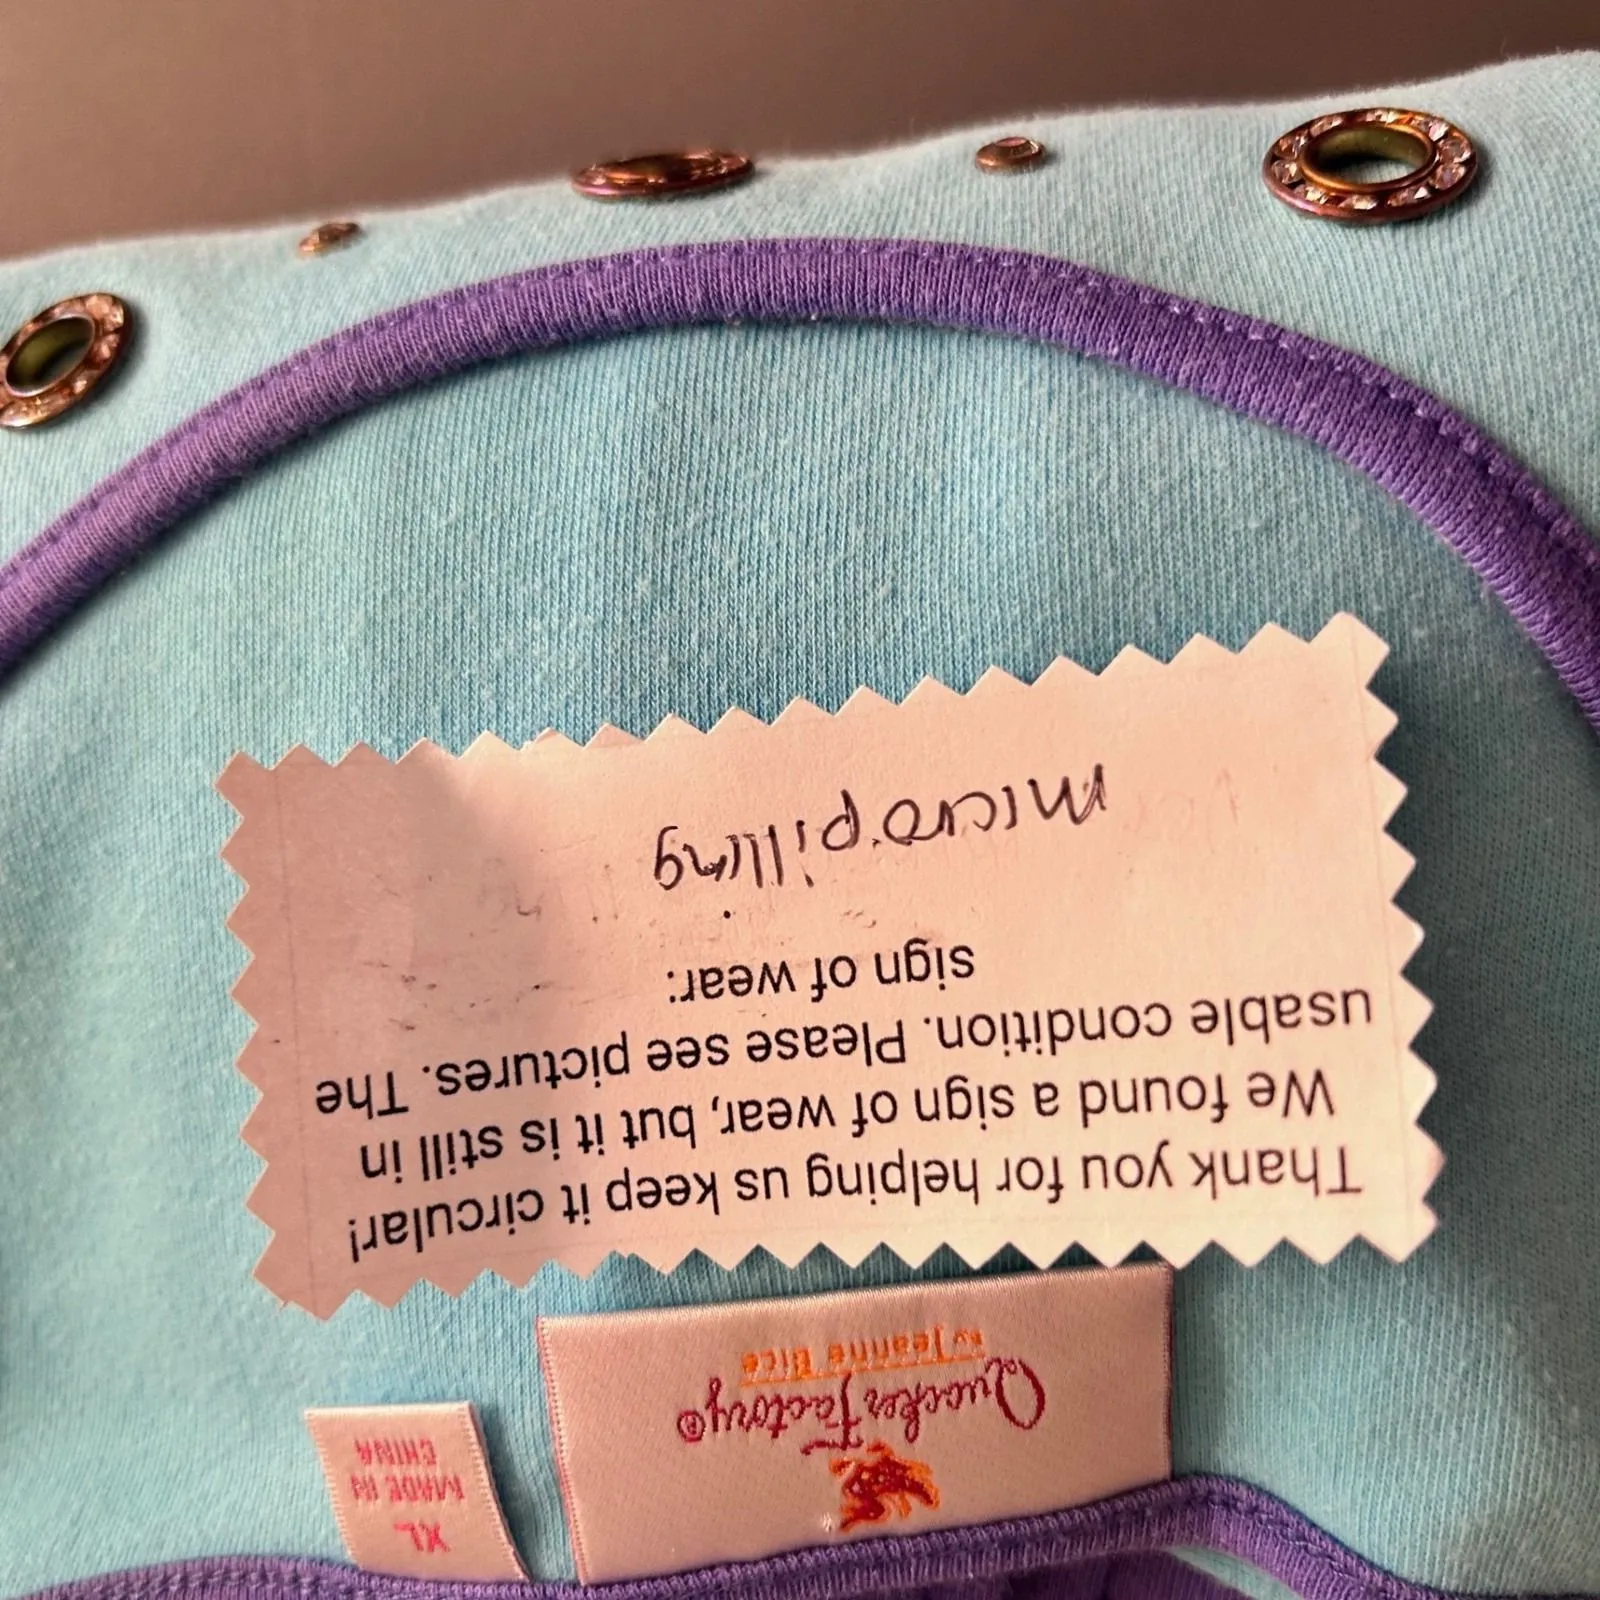 Thank you for helping us keep it circular!
We found a sign of wear, but it is still in
usable condition. Please see pictures. The
sign of wear:
micro pilling
Quacker Factory®
by Jeanne Bice
XL
MADE IN
CHINA